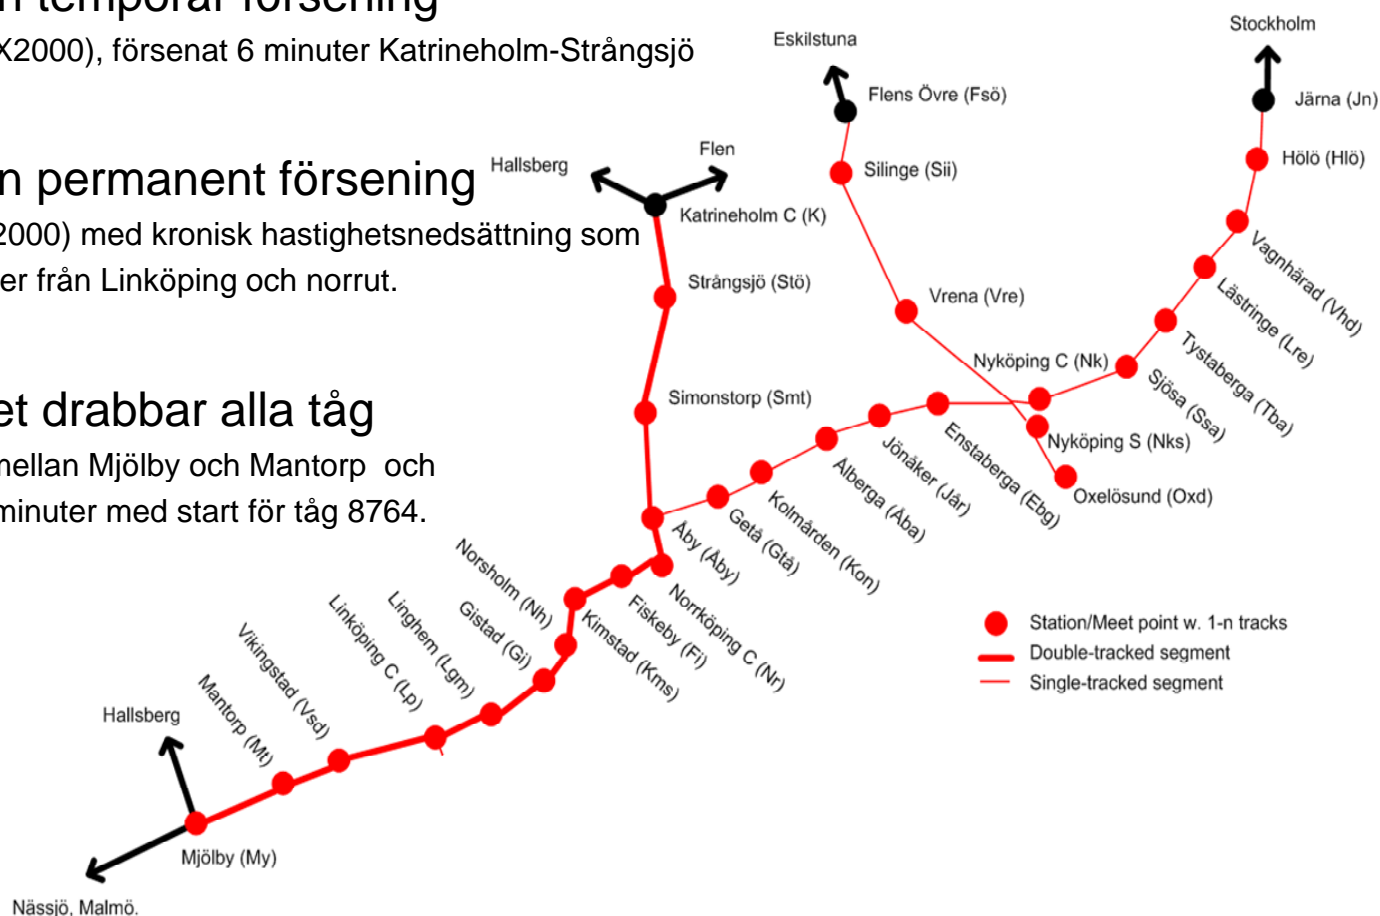 n temporär försening
X2000), försenat 6 minuter Katrineholm-Strångsjö
n permanent försening
2000) med kronisk hastighetsnedsättning som
er från Linköping och norrut.
et drabbar alla tåg
mellan Mjölby och Mantorp och
minuter med start för tåg 8764.
Stockholm
Eskilstuna
Flens Övre (Fsö)
Järna (Jn)
Hallsberg
Flen
Silinge (Sii)
Hölö (Hlö)
Katrineholm C (K)
Vagnhärad (Vhd)
Strångsjö (Stö)
Vrena (Vre)
Lästringe (Lre)
Tystaberga (Tba)
Nyköping C (Nk)
Sjösa (Ssa)
Simonstorp (Smt)
Enstaberga (Ebg)
Nyköping S (Nks)
Jönåker (Jår)
Ålberga (Åba)
Oxelösund (Oxd)
Kolmården (Kon)
Getå (Gtå)
Åby (Åby)
Norrköping C (Nr)
Fiskeby (Fi)
Norsholm (Nh)
Kimstad (Kms)
Gistad (Gi)
Linghem (Lgm)
Linköping C (Lp)
Vikingstad (Vsd)
Mantorp (Mt)
Hallsberg
Mjölby (My)
Nässjö, Malmö.
Station/Meet point w. 1-n tracks
Double-tracked segment
Single-tracked segment